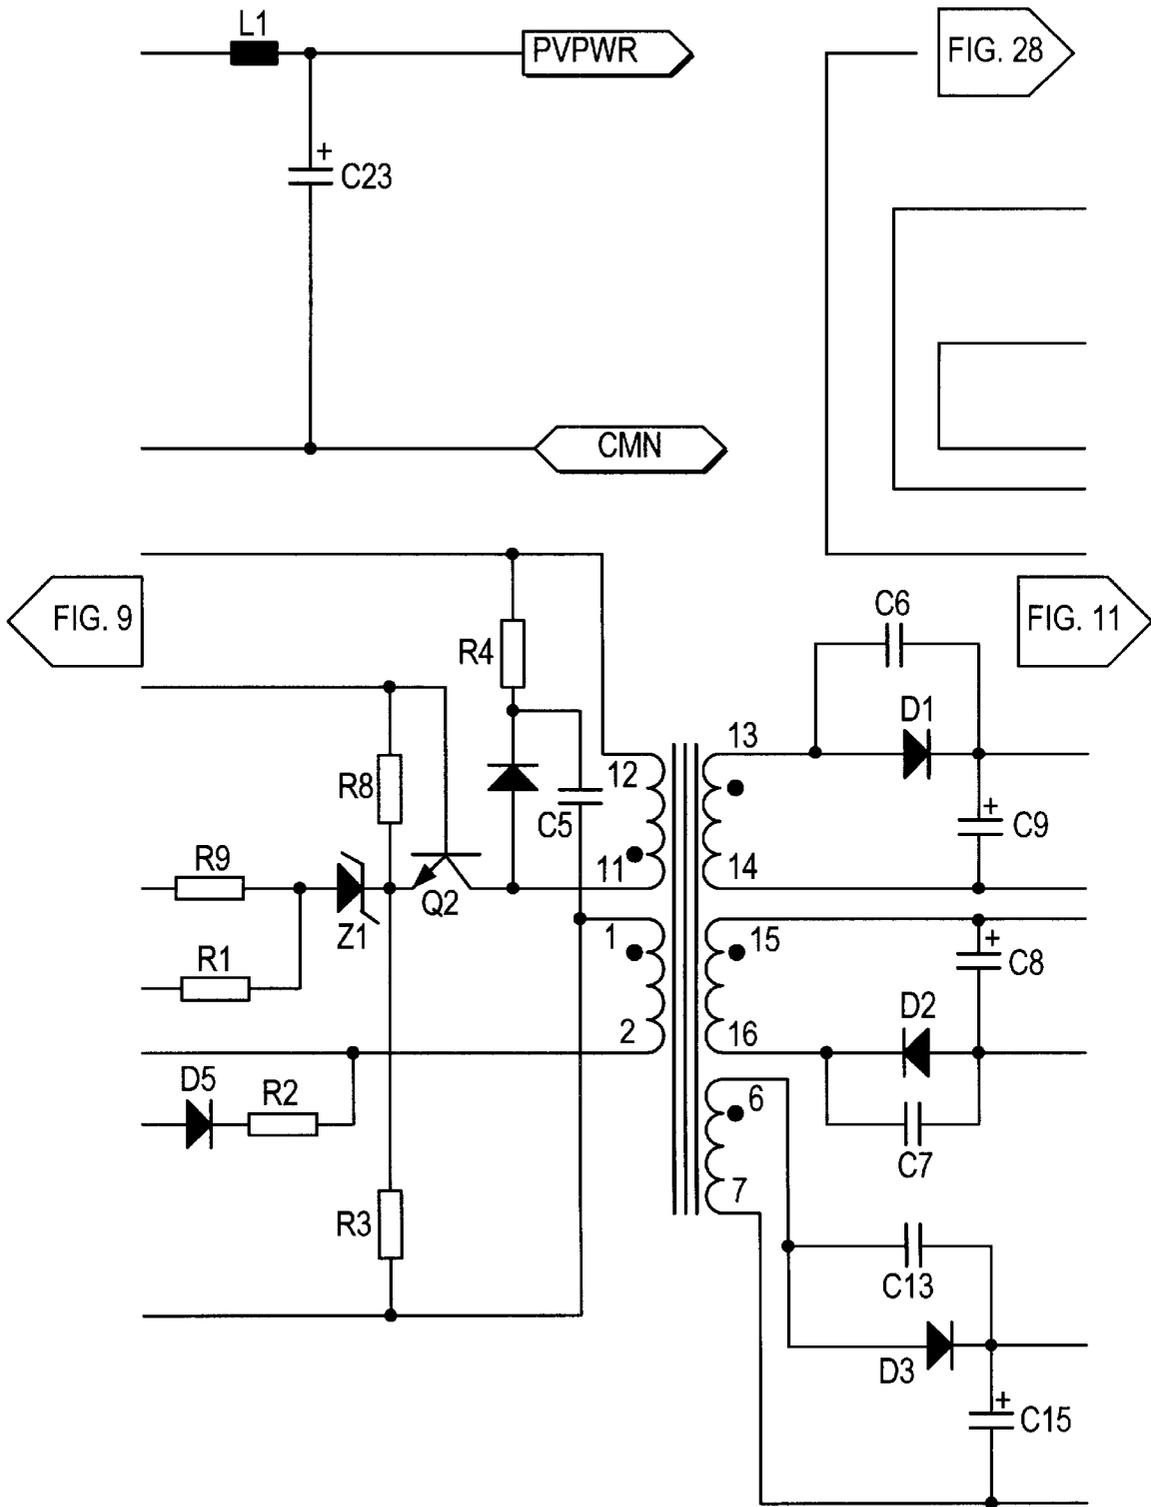 L1
PVPWR
FIG. 28
+
C23
CMN
FIG. 9
FIG. 11
C6
R4
D1
13
12
R8
C5
+
C9
R9
11
14
Q2
Z1
1
15
+
C8
R1
D2
2
16
D5
R2
6
C7
7
R3
C13
D3
+
C15